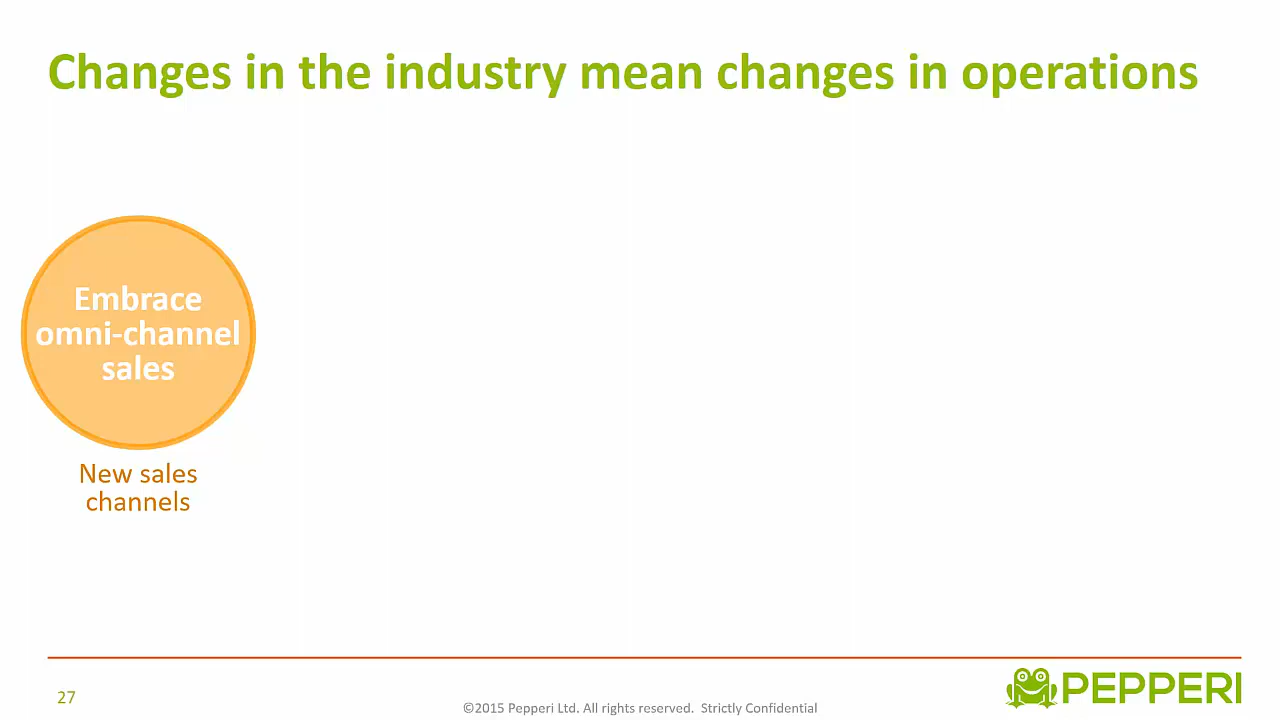 Changes in the industry mean changes in operations
Embrace
omni-channel
sales
New sales
channels
27
©2015 Pepperi Ltd. All rights reserved.  Strictly Confidential
PEPPERI